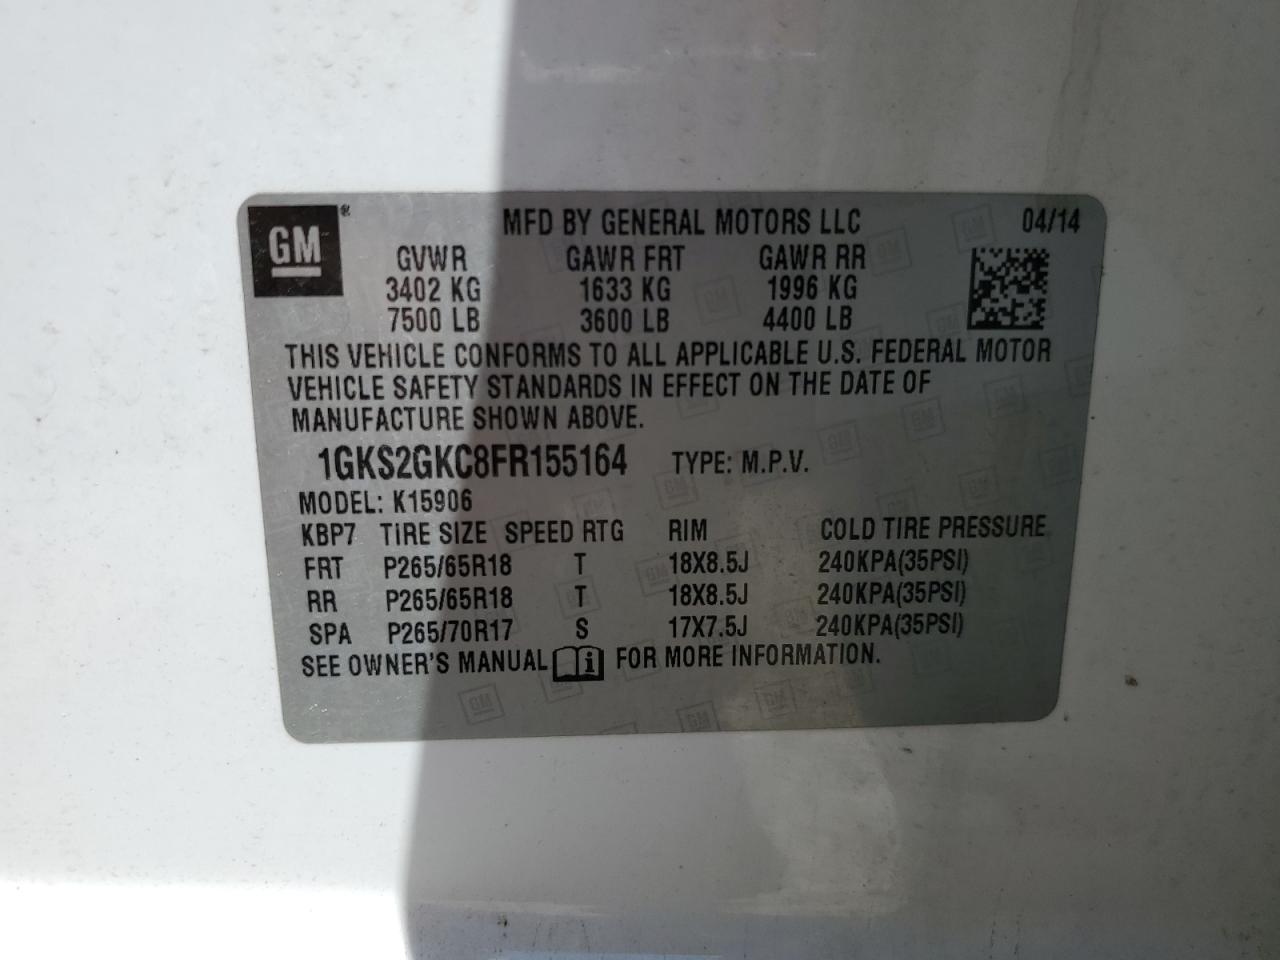 GM®
MFD BY GENERAL MOTORS LLC 04/14
GVWR GAWR FRT GAWR RR
3402 KG 1633 KG 1996 KG
7500 LB 3600 LB 4400 LB
THIS VEHICLE CONFORMS TO ALL APPLICABLE U.S. FEDERAL MOTOR
VEHICLE SAFETY STANDARDS IN EFFECT ON THE DATE OF
MANUFACTURE SHOWN ABOVE.
1GKS2GKC8FR155164 TYPE: M.P.V.
MODEL: K15906
KBP7 TIRE SIZE SPEED RTG RIM COLD TIRE PRESSURE
FRT P265/65R18 T 18X8.5J 240KPA(35PSI)
RR P265/65R18 T 18X8.5J 240KPA(35PSI)
SPA P265/70R17 S 17X7.5J 240KPA(35PSI)
SEE OWNER'S MANUAL i FOR MORE INFORMATION.